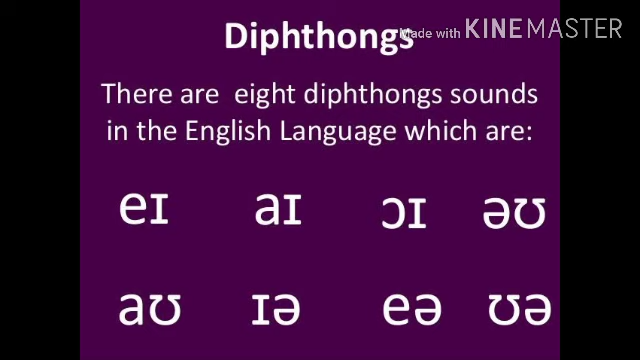 Diphthongs
Made with KINEMASTER
There are eight diphthongs sounds
in the English Language which are:
eɪ aɪ ɔɪ əʊ
aʊ ɪə eə ʊə